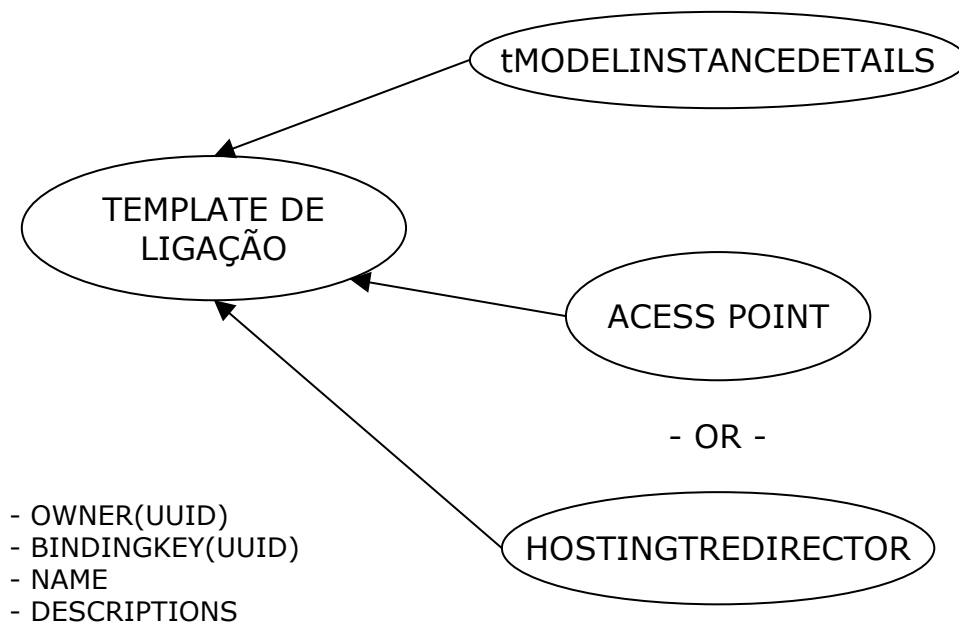 tMODELINSTANCEDETAILS
TEMPLATE DE
LIGAÇÃO
ACESS POINT
- OR -
HOSTINGTREDIRECTOR
- OWNER(UUID)
- BINDINGKEY(UUID)
- NAME
- DESCRIPTIONS